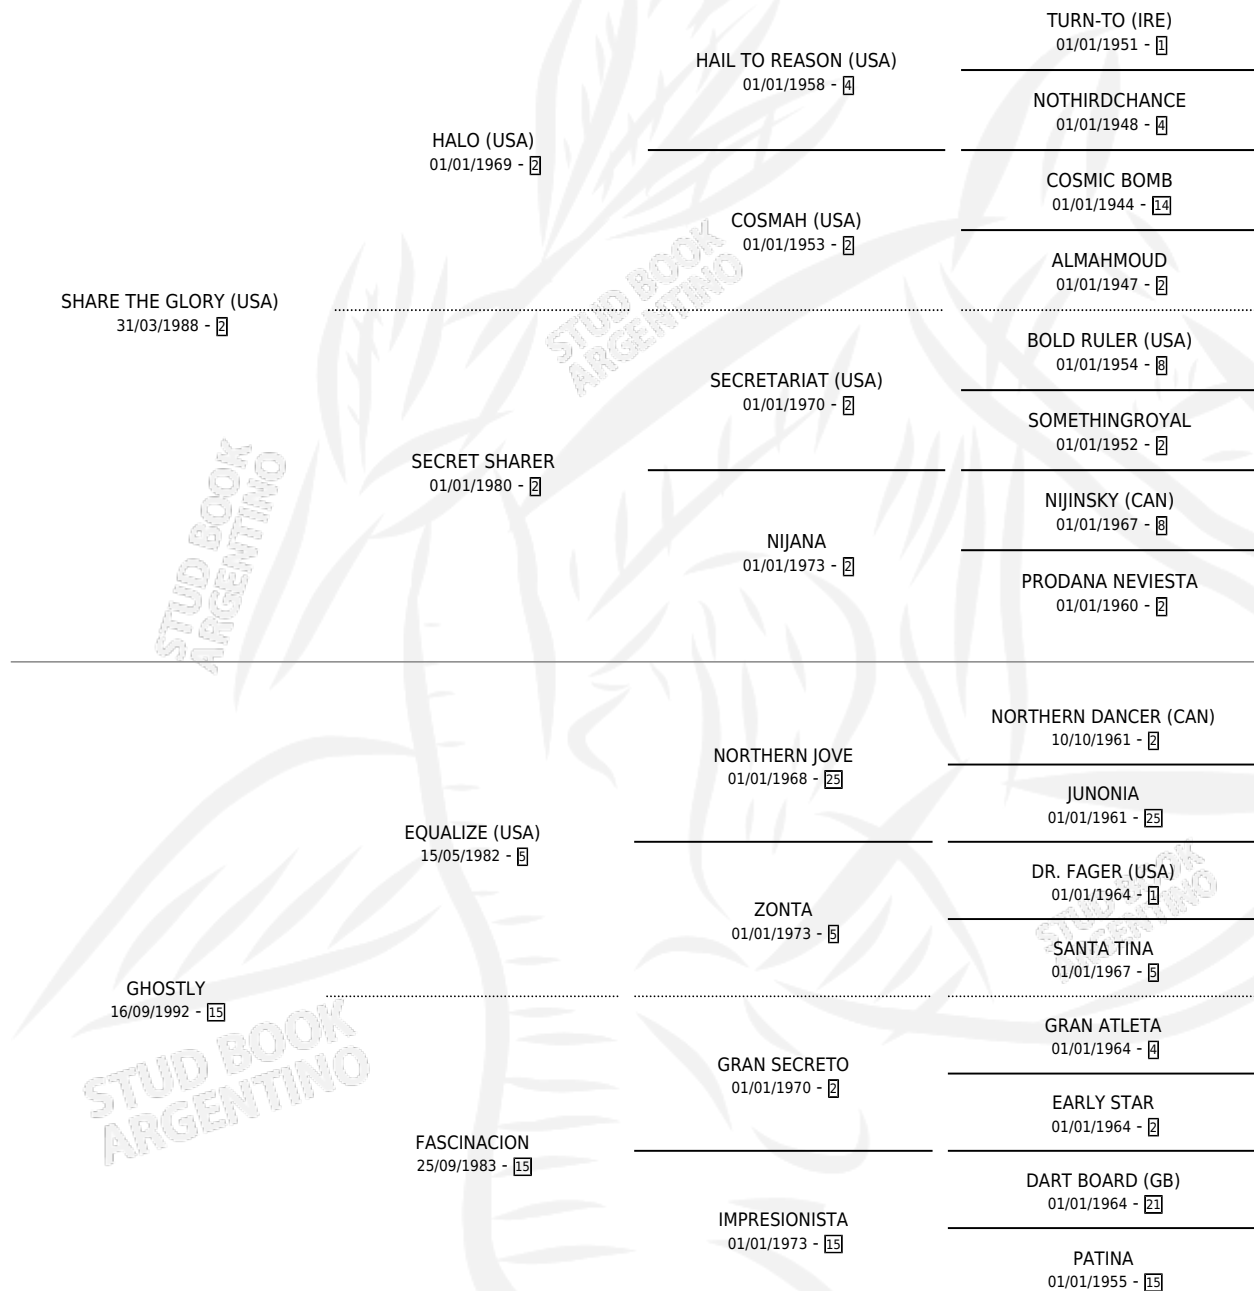 TURN-TO (IRE)
01/01/1951 - 1
HAIL TO REASON (USA)
01/01/1958 - 4
NOTHIRDCHANCE
01/01/1948 - 4
HALO (USA)
01/01/1969 - 2
COSMIC BOMB
01/01/1944 - 14
COSMAH (USA)
01/01/1953 - 2
ALMAHMOUD
01/01/1947 - 2
SHARE THE GLORY (USA)
31/03/1988 - 2
BOLD RULER (USA)
01/01/1954 - 8
SECRETARIAT (USA)
01/01/1970 - 2
SOMETHINGROYAL
01/01/1952 - 2
SECRET SHARER
01/01/1980 - 2
NIJINSKY (CAN)
01/01/1967 - 8
NIJANA
01/01/1973 - 2
PRODANA NEVIESTA
01/01/1960 - 2
NORTHERN DANCER (CAN)
10/10/1961 - 2
NORTHERN JOVE
01/01/1968 - 25
JUNONIA
01/01/1961 - 25
EQUALIZE (USA)
15/05/1982 - 5
DR. FAGER (USA)
01/01/1964 - 1
ZONTA
01/01/1973 - 5
SANTA TINA
01/01/1967 - 5
GHOSTLY
16/09/1992 - 15
GRAN ATLETA
01/01/1964 - 4
GRAN SECRETO
01/01/1970 - 2
EARLY STAR
01/01/1964 - 2
FASCINACION
25/09/1983 - 15
DART BOARD (GB)
01/01/1964 - 21
IMPRESIONISTA
01/01/1973 - 15
PATINA
01/01/1955 - 15
STUD BOOK
ARGENTINO
STUD BOOK
ARGENTINO
STUD BOOK
ARGENTINO
STUD BOOK
ARGENTINO